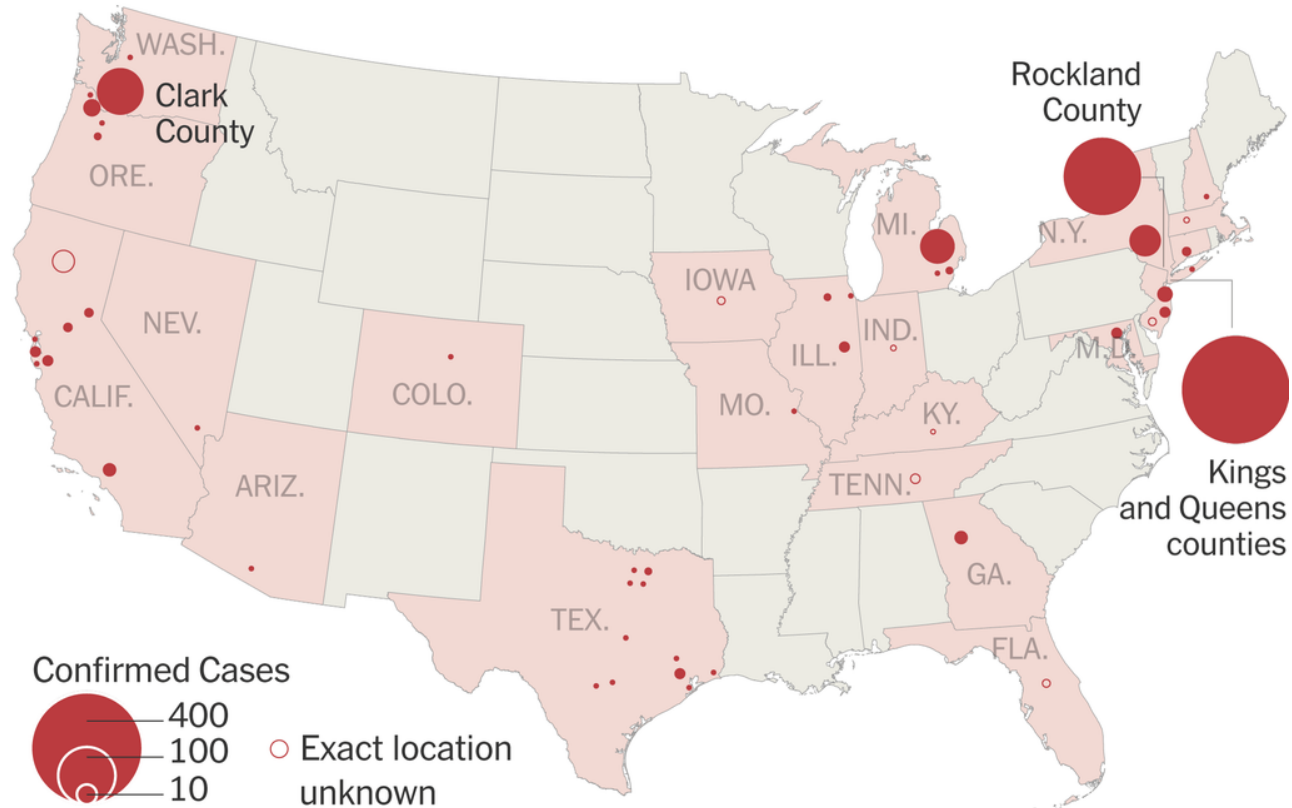 WASH.
Clark
County
ORE.
Rockland
County
MI.
N.Y.
IOWA
NEV.
ILL.
IND.
M.D.
CALIF.
COLO.
MO.
KY.
ARIZ.
TENN.
Kings
and Queens
counties
GA.
TEX.
FLA.
Confirmed Cases
400
100
10
Exact location
unknown